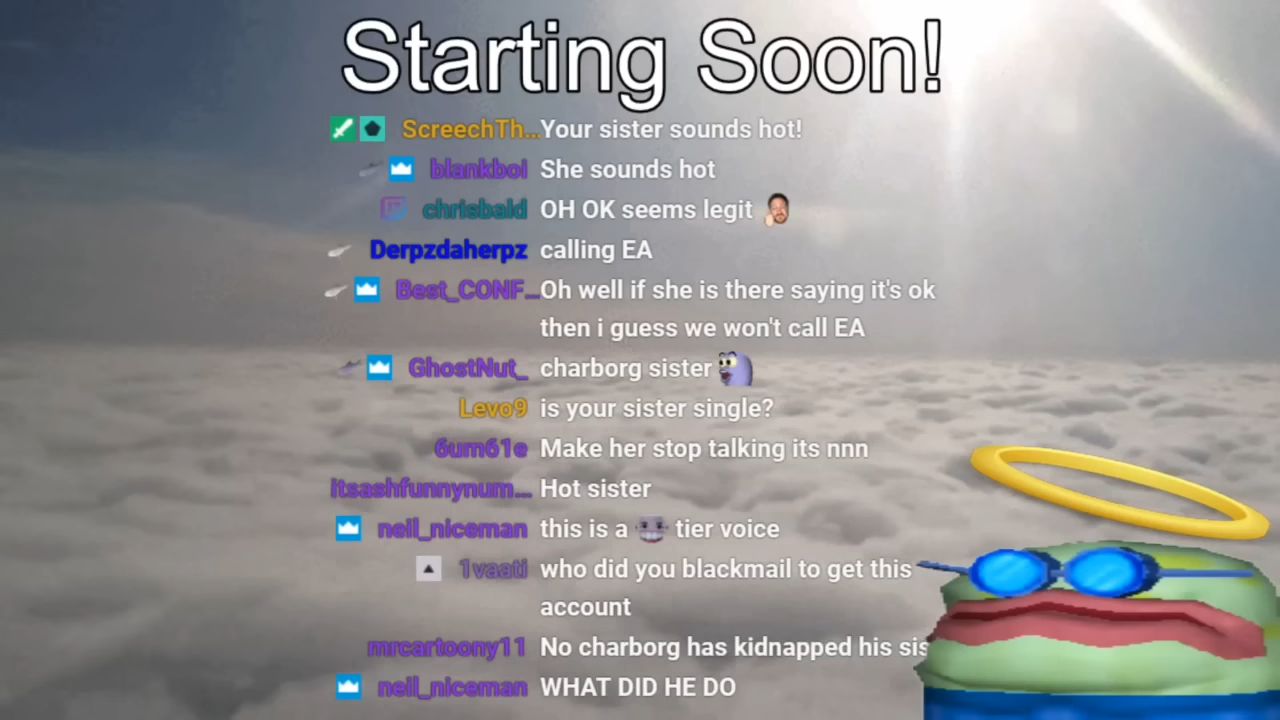 Starting Soon!
ScreechTh... Your sister sounds hot!
blankboi She sounds hot
chrisbald OH OK seems legit
Derpzdaherpz calling EA
Best_CONF... Oh well if she is there saying it's ok
then i guess we won't call EA
GhostNut_ charborg sister
Levo9 is your sister single?
6um61e Make her stop talking its nnn
Itsashfunnynum... Hot sister
neil_niceman this is a tier voice
1vaati who did you blackmail to get this
account
mrcartoony11 No charborg has kidnapped his sis
neil_niceman WHAT DID HE DO